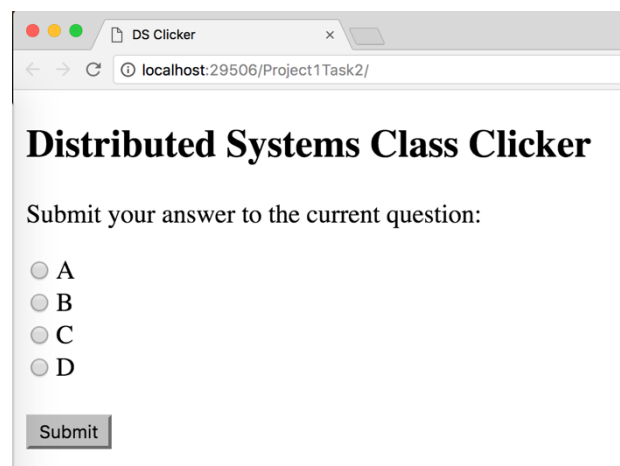 DS Clicker
localhost:29506/Project1Task2/
Distributed Systems Class Clicker
Submit your answer to the current question:
A
B
C
D
Submit